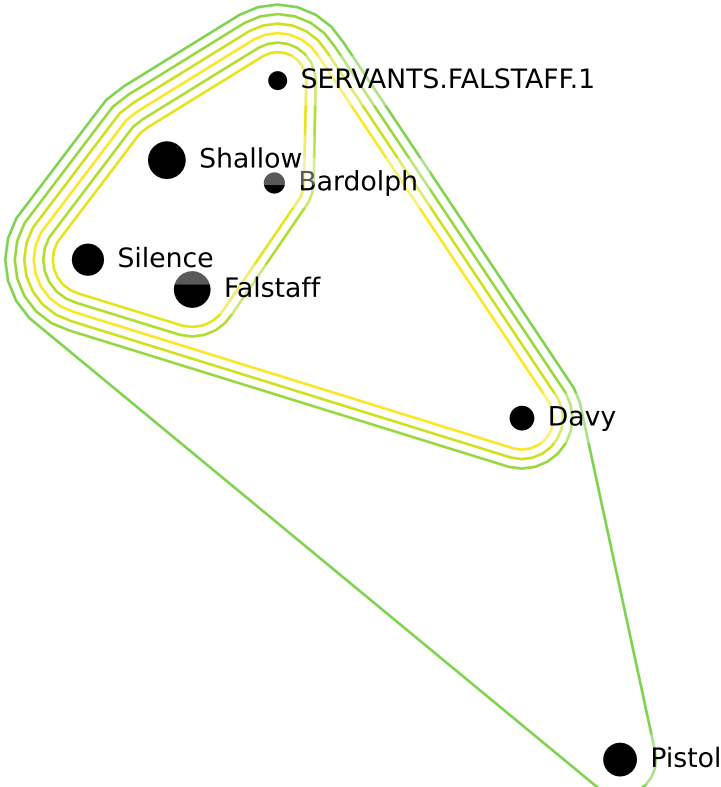 SERVANTS.FALSTAFF.1
Shallow
Bardolph
Silence
Falstaff
Davy
Pistol